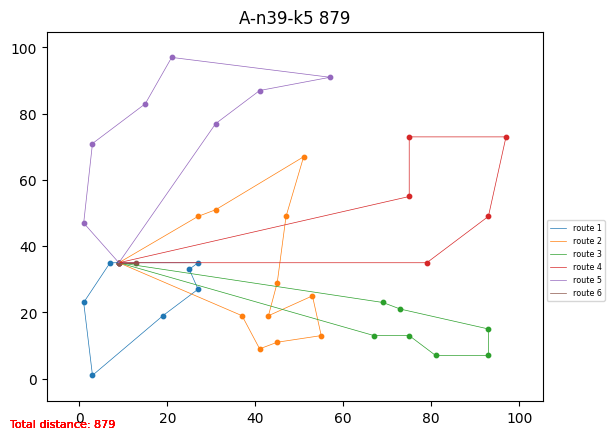 A-n39-k5 879
100
80
60
40
20
0
0 20 40 60 80 100
route 1
route 2
route 3
route 4
route 5
route 6
Total distance: 879